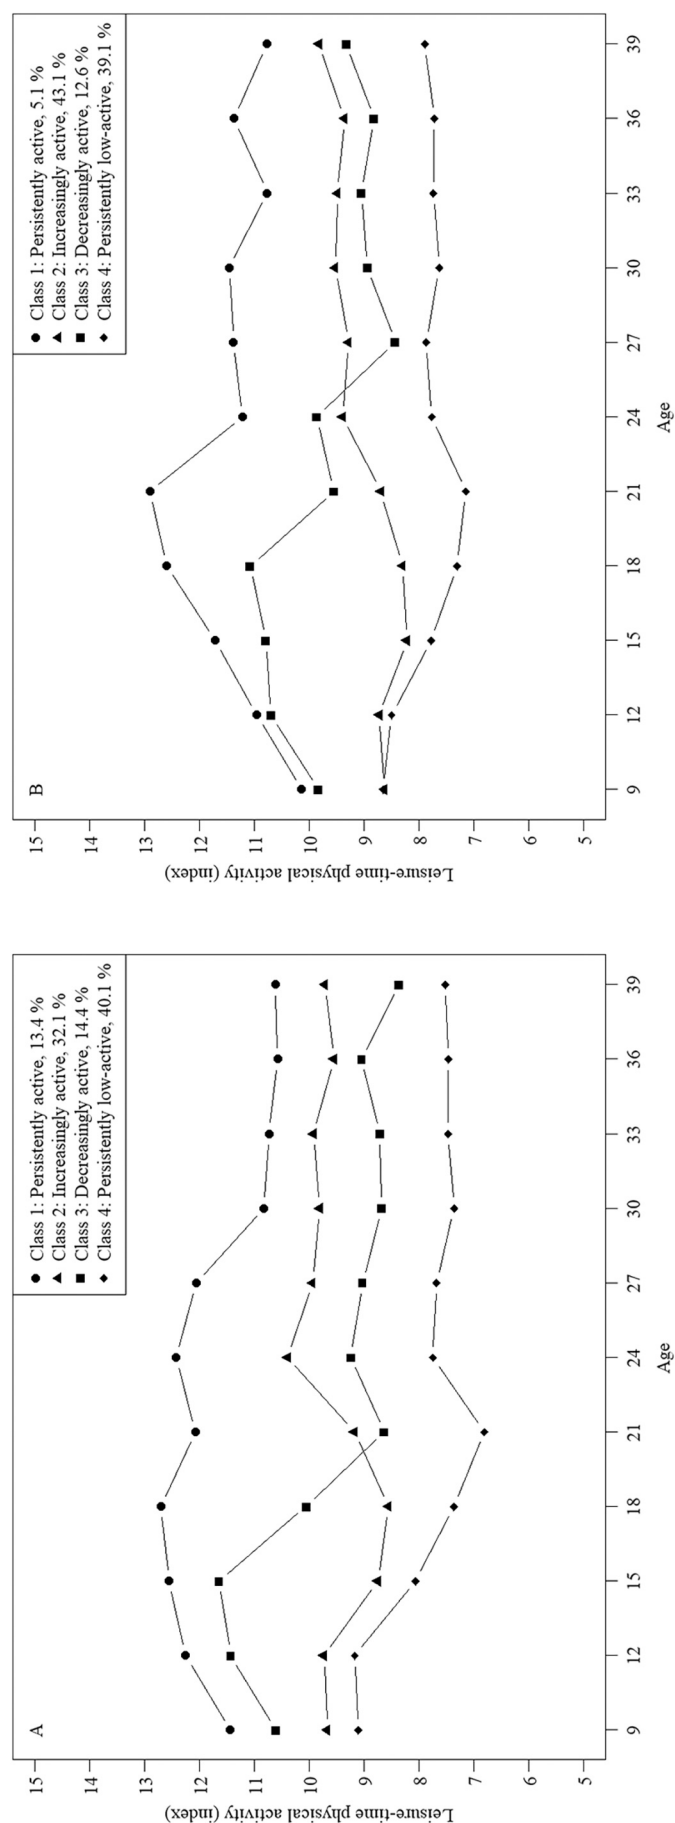 A
Class 1: Persistently active, 13.4 %
Class 2: Increasingly active, 32.1 %
Class 3: Decreasingly active, 14.4 %
Class 4: Persistently low-active, 40.1 %
Leisure-time physical activity (index)
15
14
13
12
11
10
9
8
7
6
5
9 12 15 18 21 24 27 30 33 36 39
Age
B
Class 1: Persistently active, 5.1 %
Class 2: Increasingly active, 43.1 %
Class 3: Decreasingly active, 12.6 %
Class 4: Persistently low-active, 39.1 %
Leisure-time physical activity (index)
15
14
13
12
11
10
9
8
7
6
5
9 12 15 18 21 24 27 30 33 36 39
Age